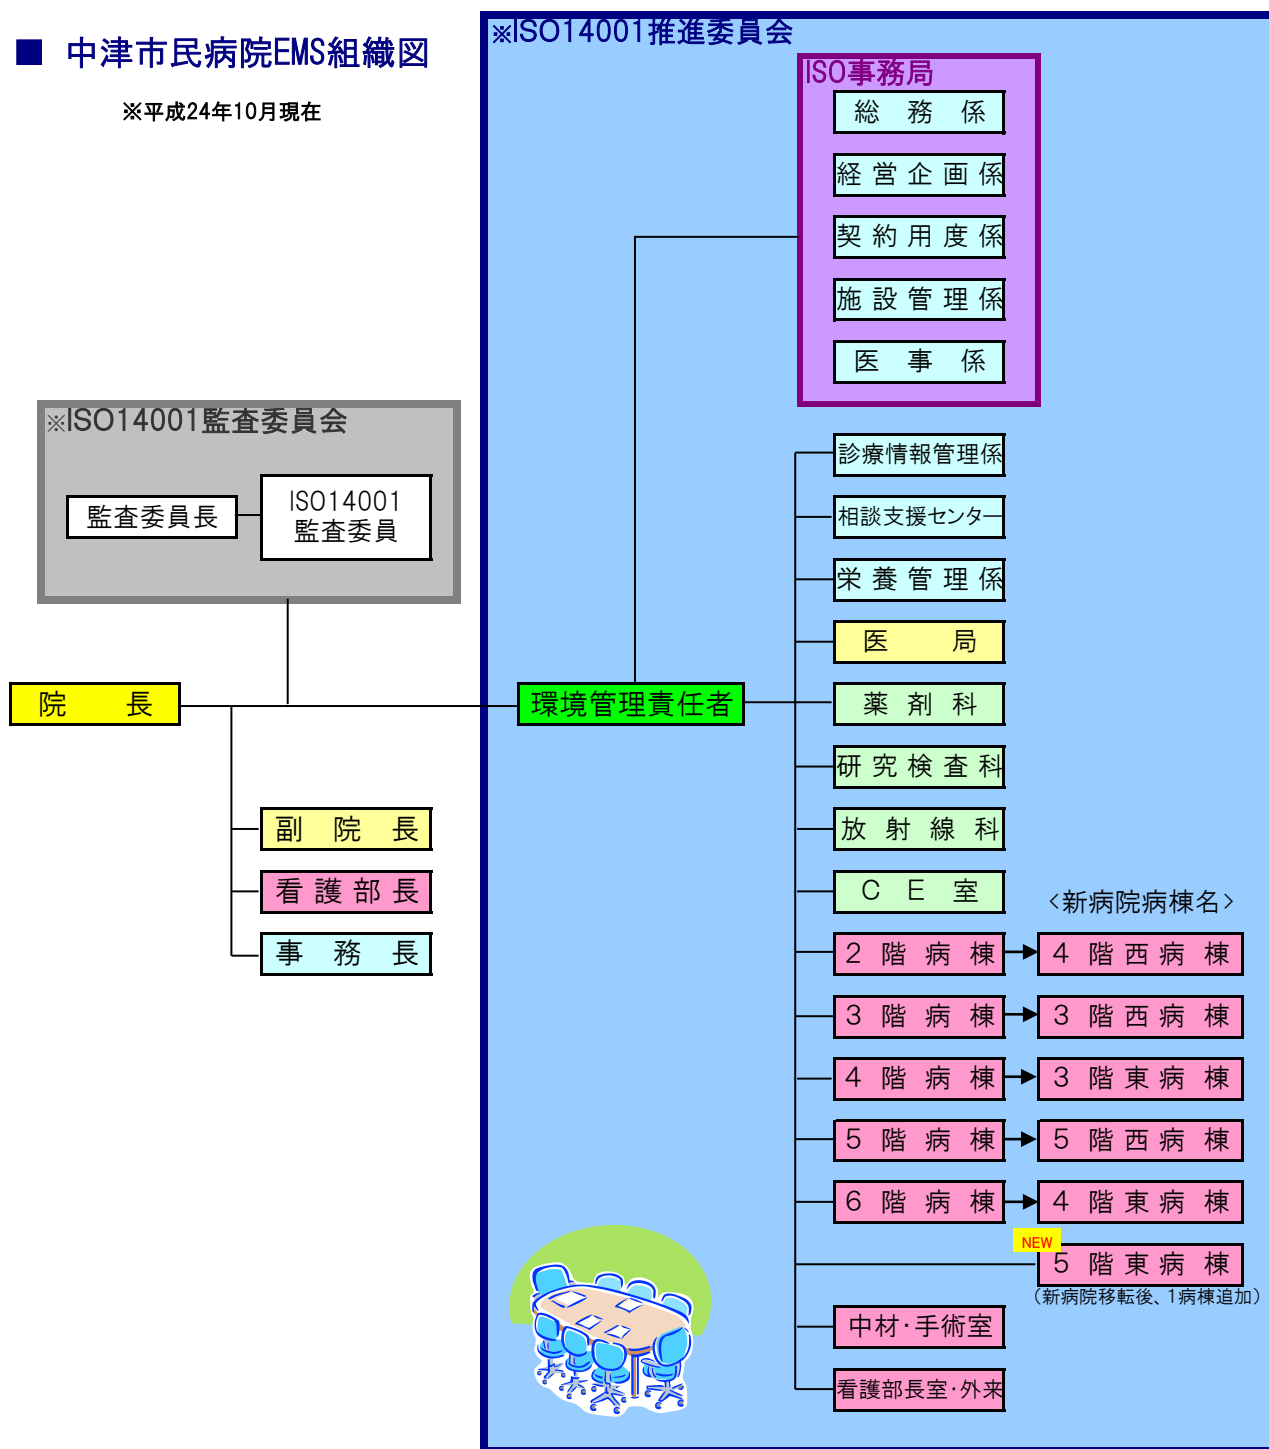 ■ 中津市民病院EMS組織図
※平成24年10月現在
※ISO14001推進委員会
ISO事務局
総務係
経営企画係
契約用度係
施設管理係
医事係
※ISO14001監査委員会
監査委員長
ISO14001
監査委員
診療情報管理係
相談支援センター
栄養管理係
医局
院長
環境管理責任者
薬剤科
研究検査科
副院長
放射線科
看護部長
CE室
<新病院病棟名>
事務長
2階病棟
4階西病棟
3階病棟
3階西病棟
4階病棟
3階東病棟
5階病棟
5階西病棟
6階病棟
4階東病棟
NEW
5階東病棟
(新病院移転後、1病棟追加)
中材・手術室
看護部長室・外来